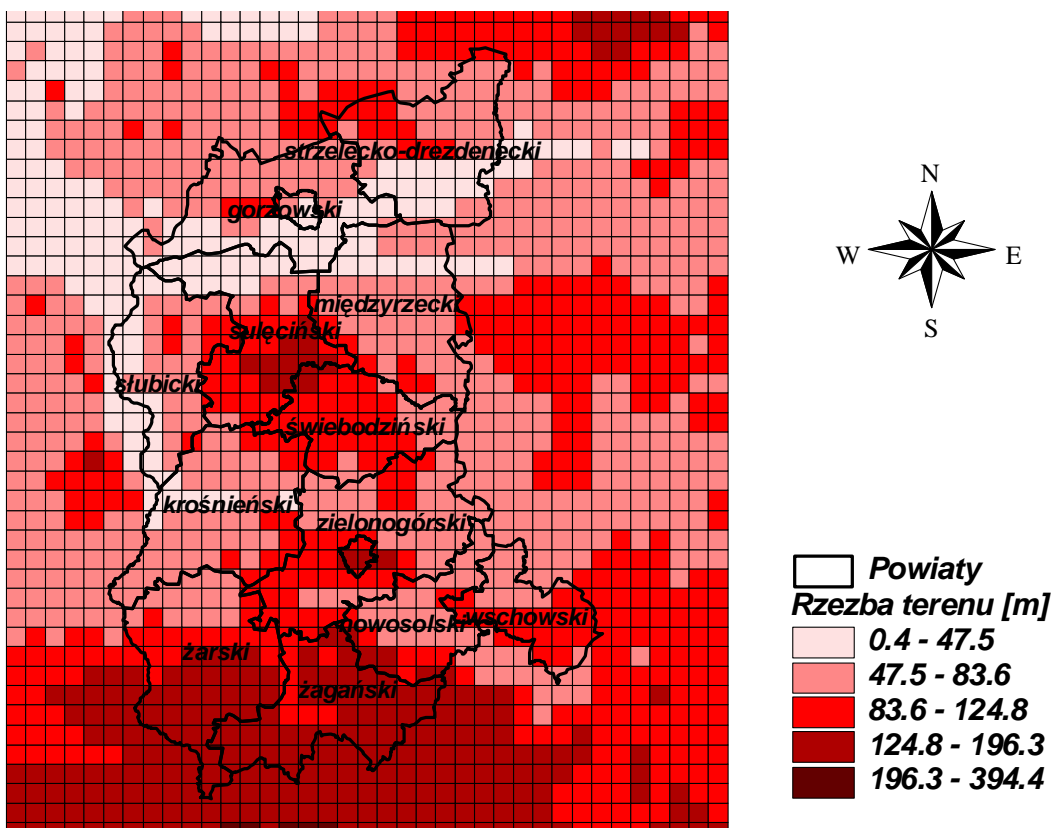 strzelecko-drezdenecki
gorzowski
międzyrzecki
sulęciński
słubicki
świebodziński
krośnieński
zielonogórski
nowosolski
wschowski
żarski
żagański
N
W
E
S
Powiaty
Rzezba terenu [m]
0.4 - 47.5
47.5 - 83.6
83.6 - 124.8
124.8 - 196.3
196.3 - 394.4